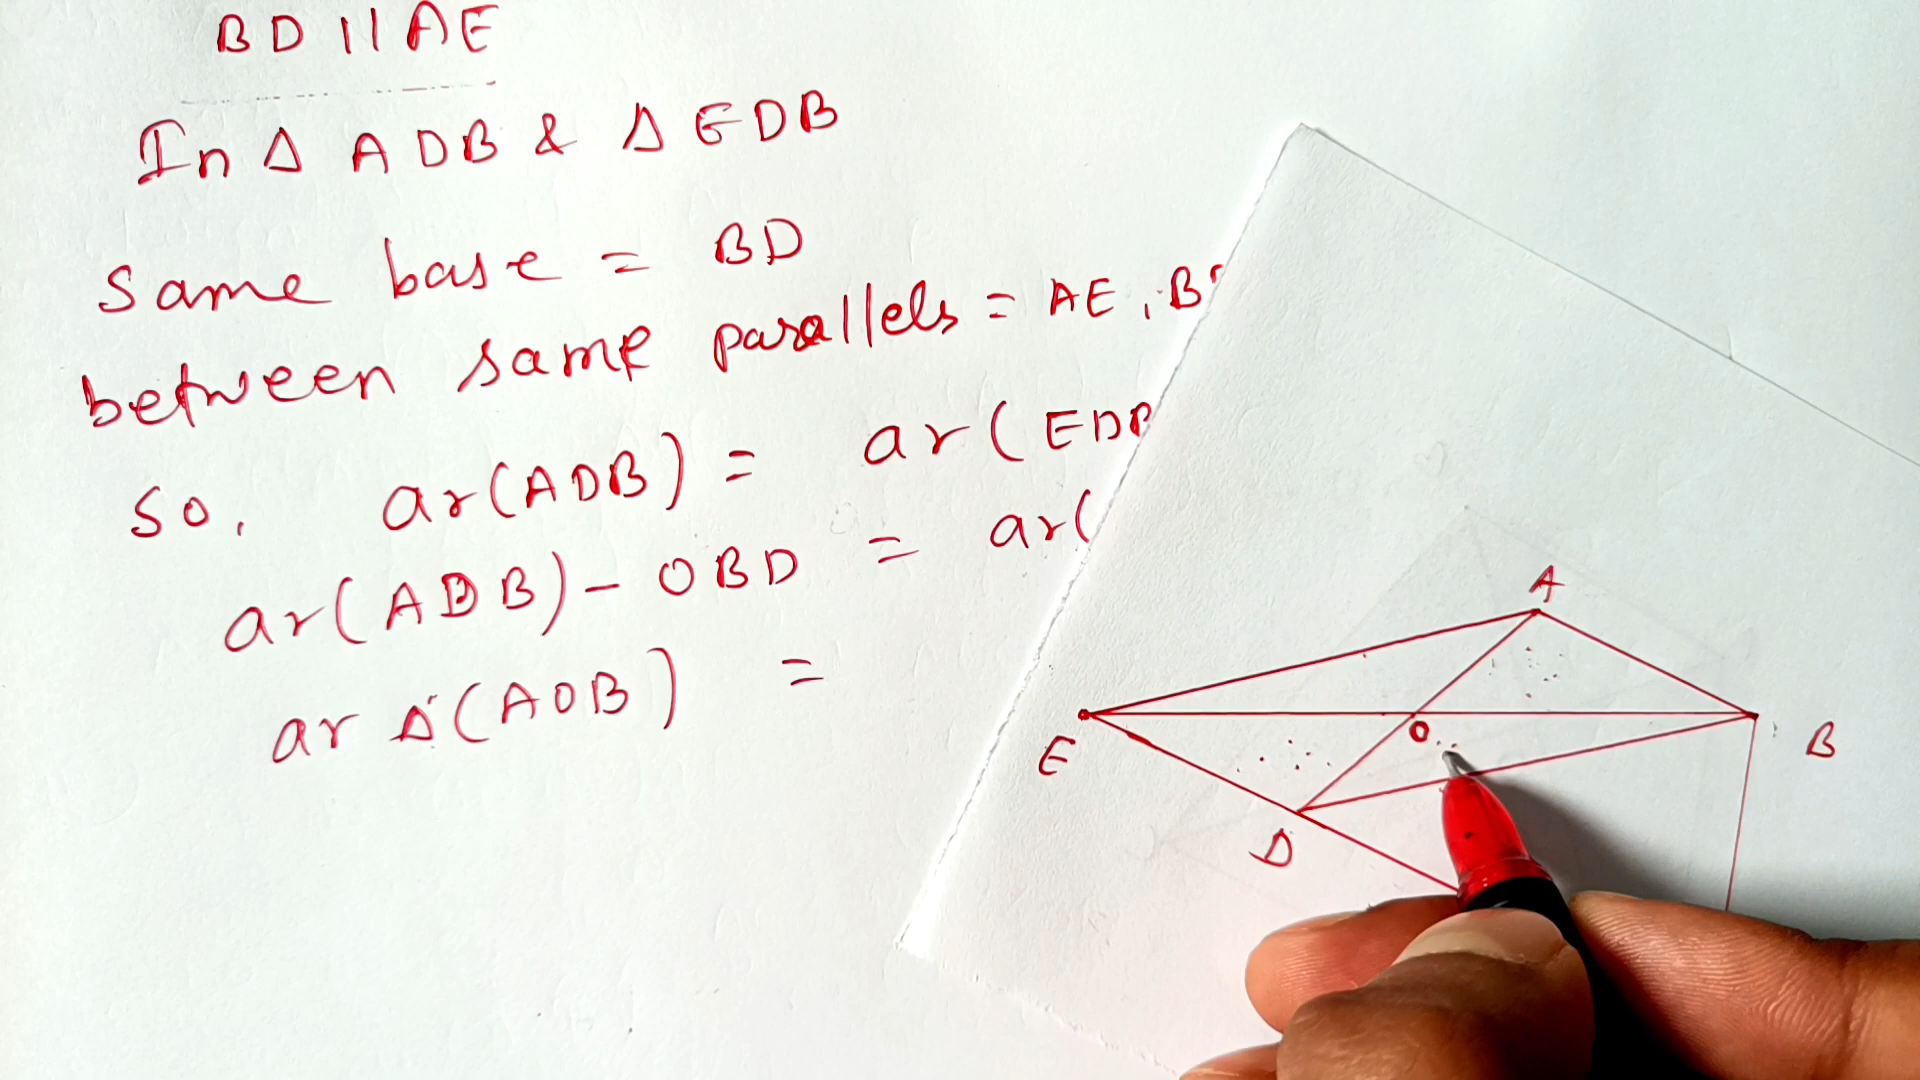 BD || AE
In Δ ADB & Δ EDB
same base = BD
between same parallels = AE, B
so, ar(ADB) = ar(EDB
ar(ADB) - OBD = ar(
ar Δ(AOB) =
A
E
O
B
D